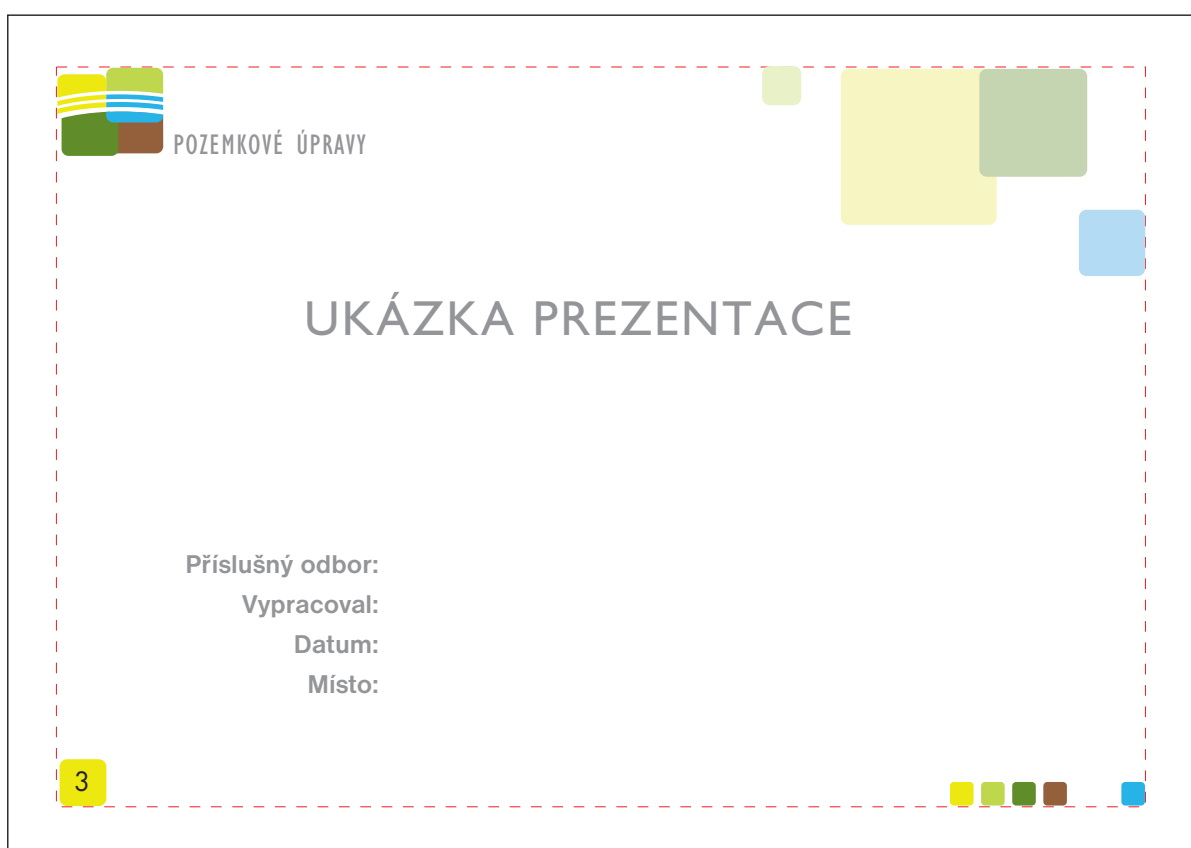 POZEMKOVÉ ÚPRAVY
UKÁZKA PREZENTACE
Příslušný odbor:
Vypracoval:
Datum:
Místo:
3